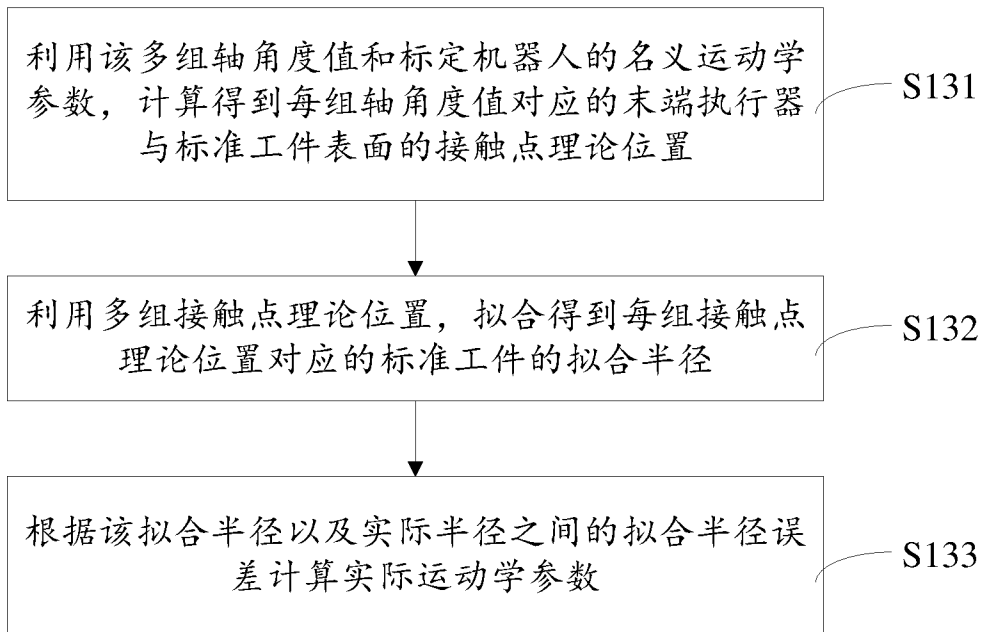 利用该多组轴角度值和标定机器人的名义运动学
参数，计算得到每组轴角度值对应的末端执行器
与标准工件表面的接触点理论位置
S131
利用多组接触点理论位置，拟合得到每组接触点
理论位置对应的标准工件的拟合半径
S132
根据该拟合半径以及实际半径之间的拟合半径误
差计算实际运动学参数
S133